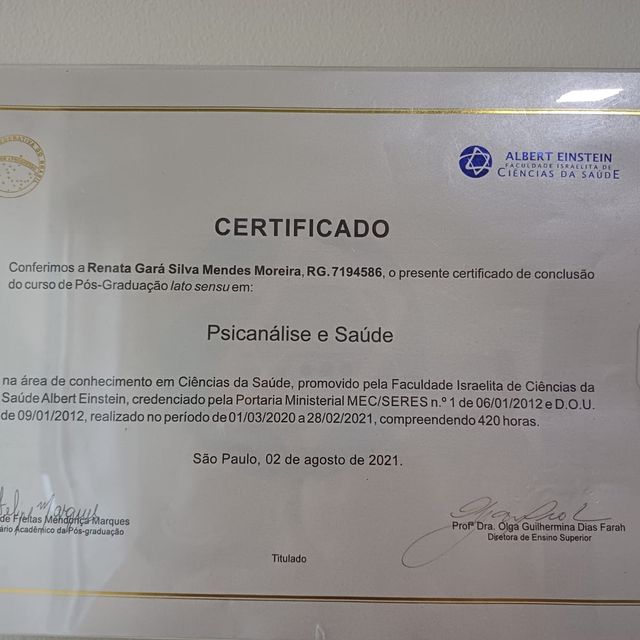 ALBERT EINSTEIN
FACULDADE ISRAELITA DE
CIÊNCIAS DA SAÚDE
CERTIFICADO
Conferimos a Renata Gará Silva Mendes Moreira, RG. 7194586, o presente certificado de conclusão
do curso de Pós-Graduação lato sensu em:
Psicanálise e Saúde
na área de conhecimento em Ciências da Saúde, promovido pela Faculdade Israelita de Ciências da
Saúde Albert Einstein, credenciado pela Portaria Ministerial MEC/SERES n.º 1 de 06/01/2012 e D.O.U.
de 09/01/2012, realizado no período de 01/03/2020 a 28/02/2021, compreendendo 420 horas.
São Paulo, 02 de agosto de 2021.
de Freitas Mendonça Marques
ário Acadêmico da Pós-graduação
Profª Dra. Olga Guilhermina Dias Farah
Diretora de Ensino Superior
Titulado